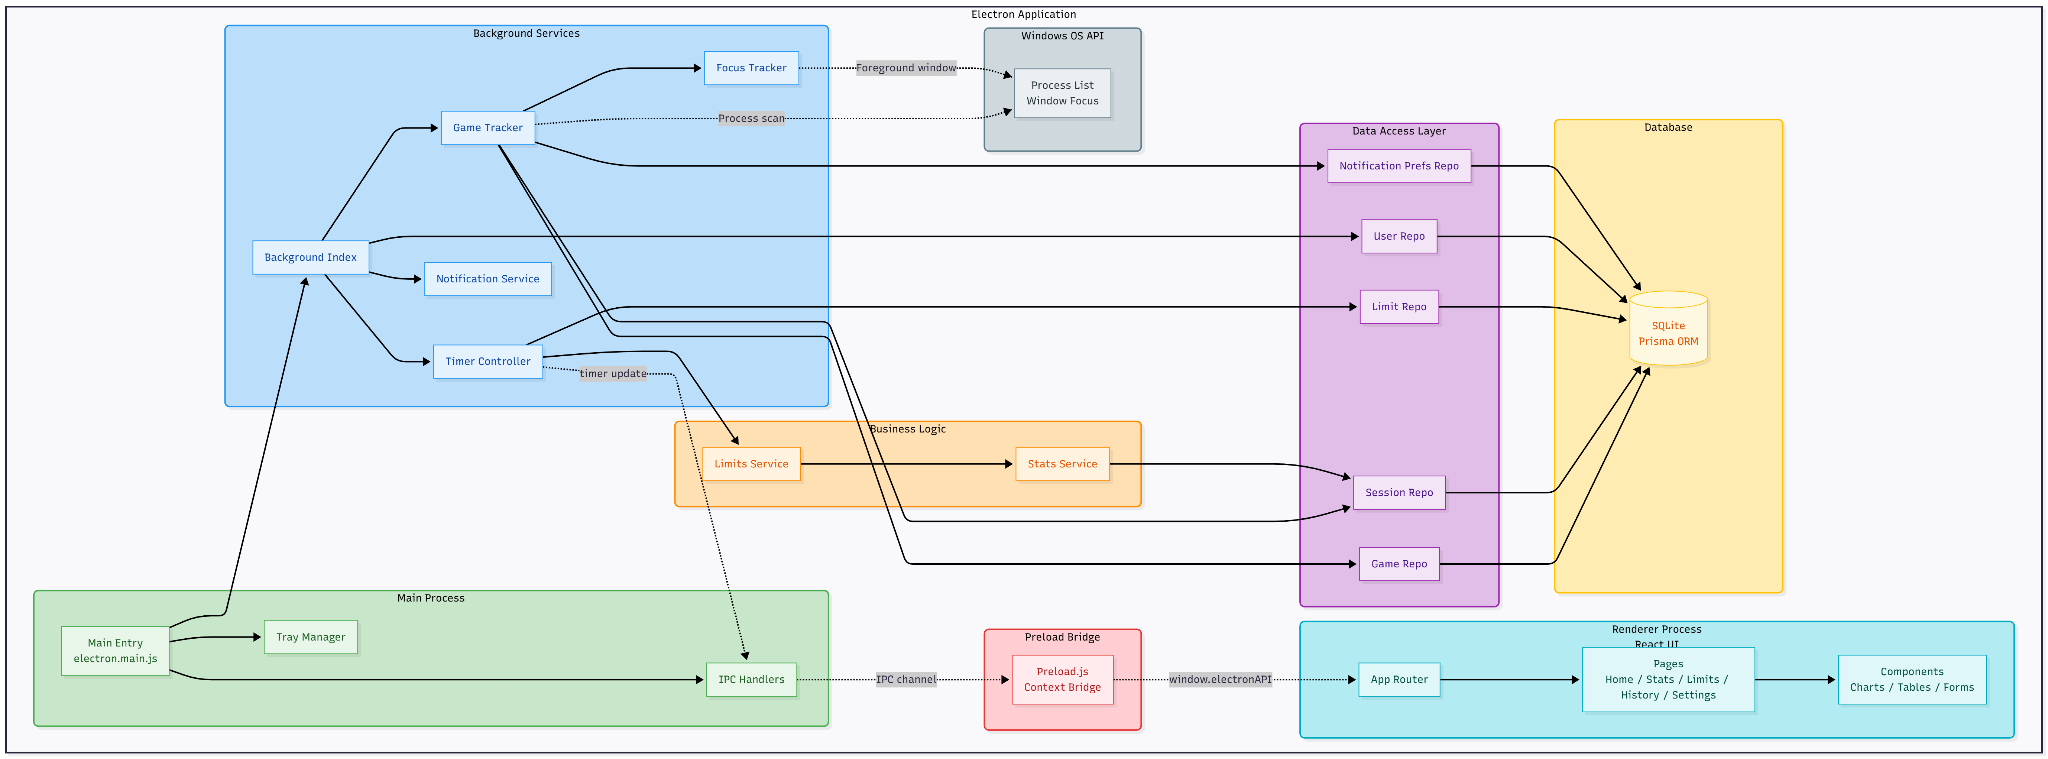 Electron Application
Background Services
Focus Tracker
Foreground window
Game Tracker
Process scan
Background Index
Notification Service
Timer Controller
timer update
Windows OS API
Process List
Window Focus
Data Access Layer
Notification Prefs Repo
User Repo
Limit Repo
Session Repo
Game Repo
Database
SQLite
Prisma ORM
Business Logic
Limits Service
Stats Service
Main Process
Main Entry
electron.main.js
Tray Manager
IPC Handlers
IPC channel
Preload Bridge
Preload.js
Context Bridge
window.electronAPI
Renderer Process
React UI
App Router
Pages
Home / Stats / Limits /
History / Settings
Components
Charts / Tables / Forms